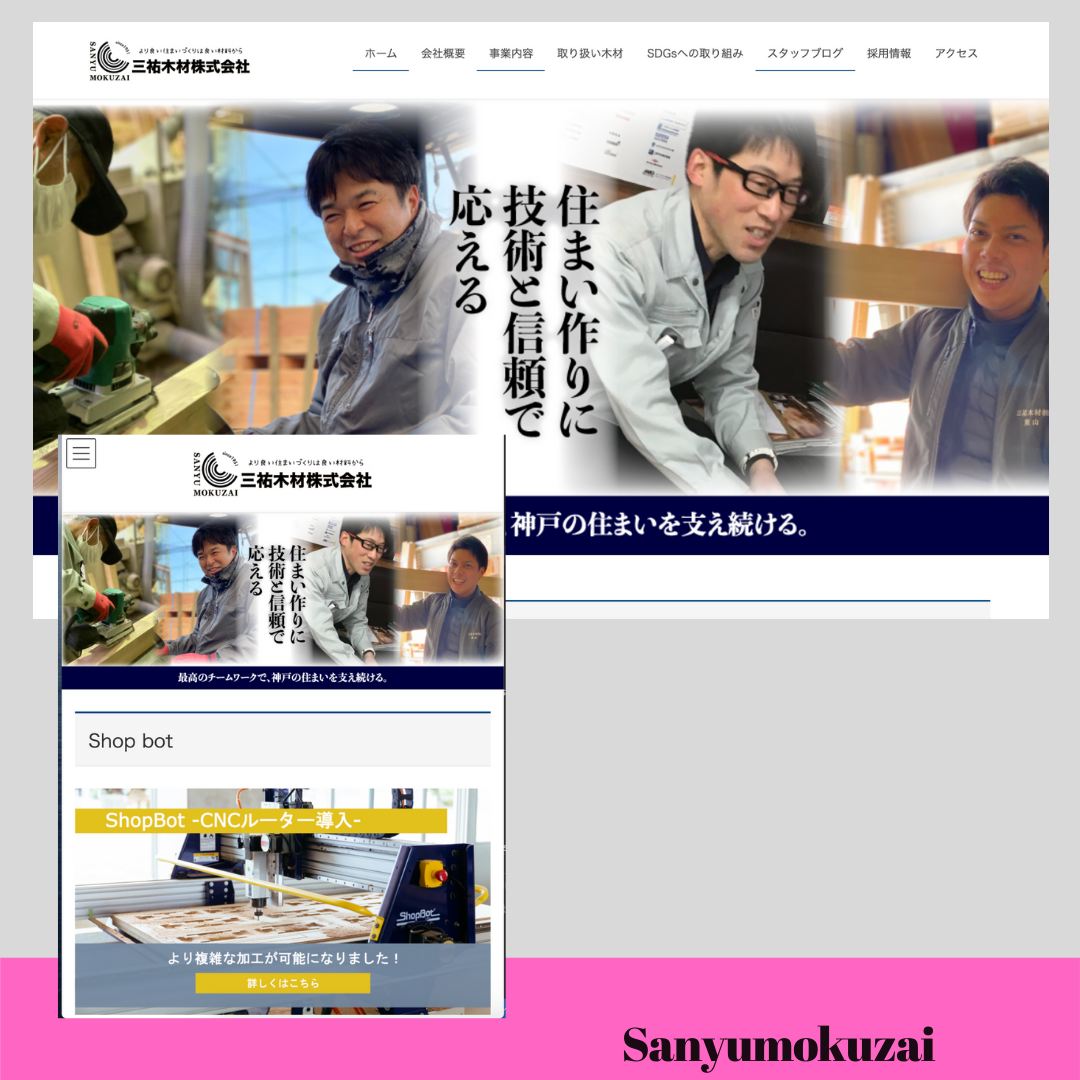 SANYU
MOKUZAI
since1951
より良い住まいづくりは良い材料から
三祐木材株式会社
ホーム 会社概要 事業内容 取り扱い木材 SDGsへの取り組み スタッフブログ 採用情報 アクセス
住まい作りに
技術と信頼で
応える
神戸の住まいを支え続ける。
SANYU
MOKUZAI
より良い住まいづくりは良い材料から
三祐木材株式会社
住まい作りに
技術と信頼で
応える
最高のチームワークで、神戸の住まいを支え続ける。
Shop bot
ShopBot -CNCルーター導入-
ShopBot
より複雑な加工が可能になりました！
詳しくはこちら
Sanyumokuzai